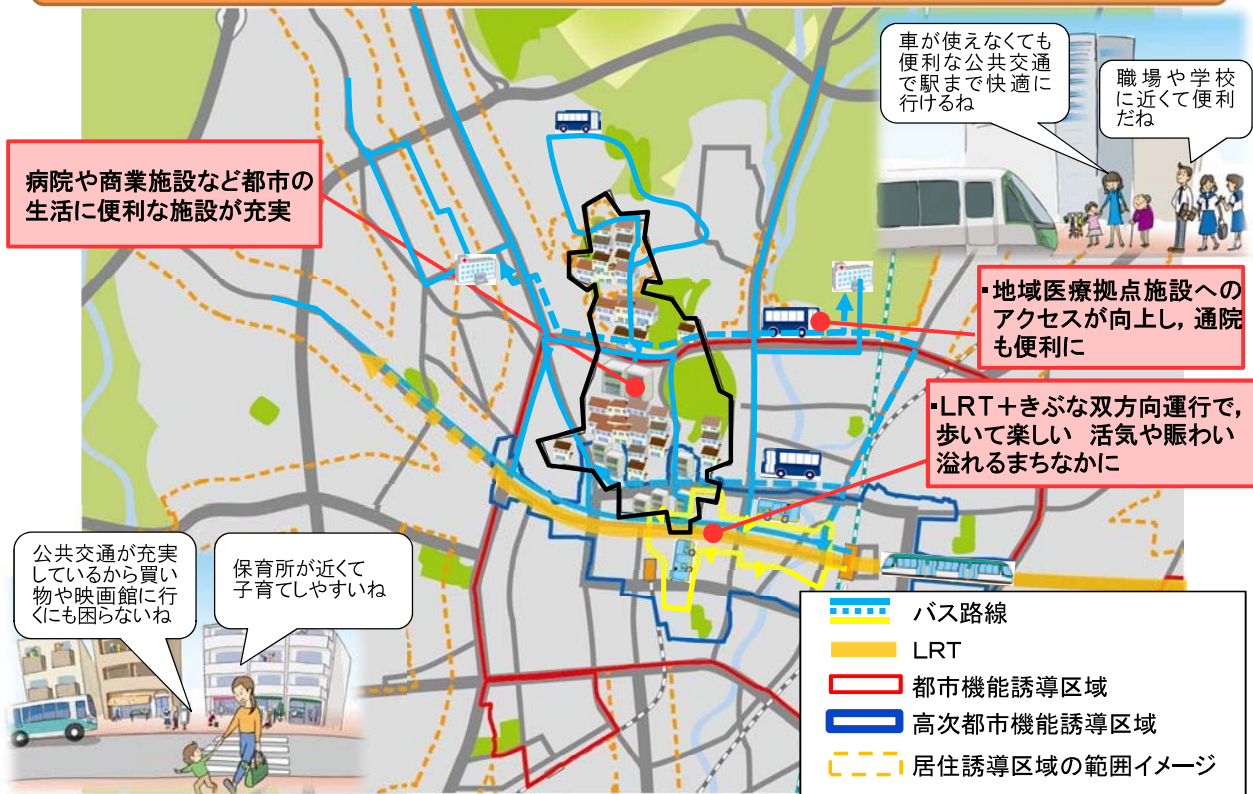 車が使えなくても
便利な公共交通
で駅まで快適に
行けるね
職場や学校
に近くて便利
だね
病院や商業施設など都市の
生活に便利な施設が充実
・地域医療拠点施設への
アクセスが向上し，通院
も便利に
・LRT＋きぶな双方向運行で，
歩いて楽しい　活気や賑わい
溢れるまちなかに
公共交通が充実
しているから買い
物や映画館に行
くにも困らないね
保育所が近くて
子育てしやすいね
バス路線
LRT
都市機能誘導区域
高次都市機能誘導区域
居住誘導区域の範囲イメージ